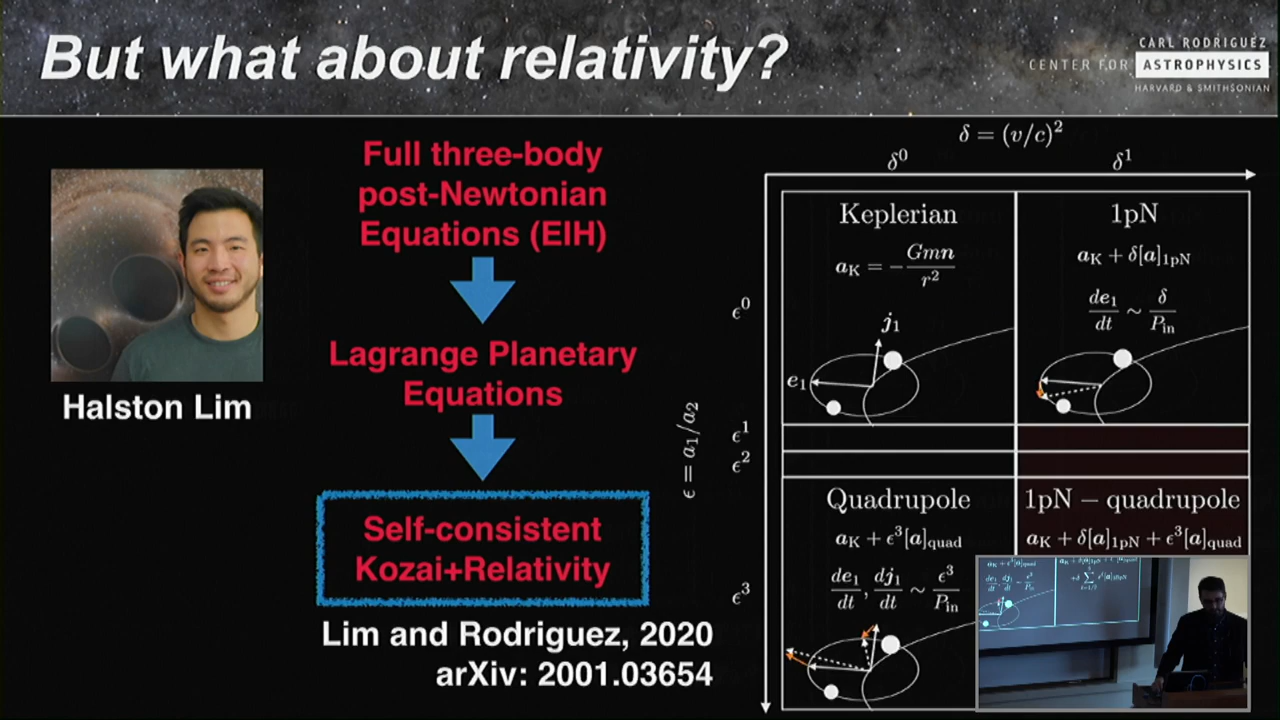 But what about relativity?
CARL RODRIGUEZ
CENTER FOR ASTROPHYSICS
HARVARD & SMITHSONIAN
Halston Lim
Full three-body
post-Newtonian
Equations (EIH)
Lagrange Planetary
Equations
Self-consistent
Kozai+Relativity
Lim and Rodriguez, 2020
arXiv: 2001.03654
δ = (v/c)²
δ⁰ δ¹
ϵ = a₁/a₂
ϵ⁰
ϵ¹
ϵ²
ϵ³
Keplerian
a_K = −Gmn/r²
j₁
e₁
1pN
a_K + δ[a]_1pN
de₁/dt ~ δ/P_in
Quadrupole
a_K + ϵ³[a]_quad
de₁/dt, dj₁/dt ~ ϵ³/P_in
1pN − quadrupole
a_K + δ[a]_1pN + ϵ³[a]_quad